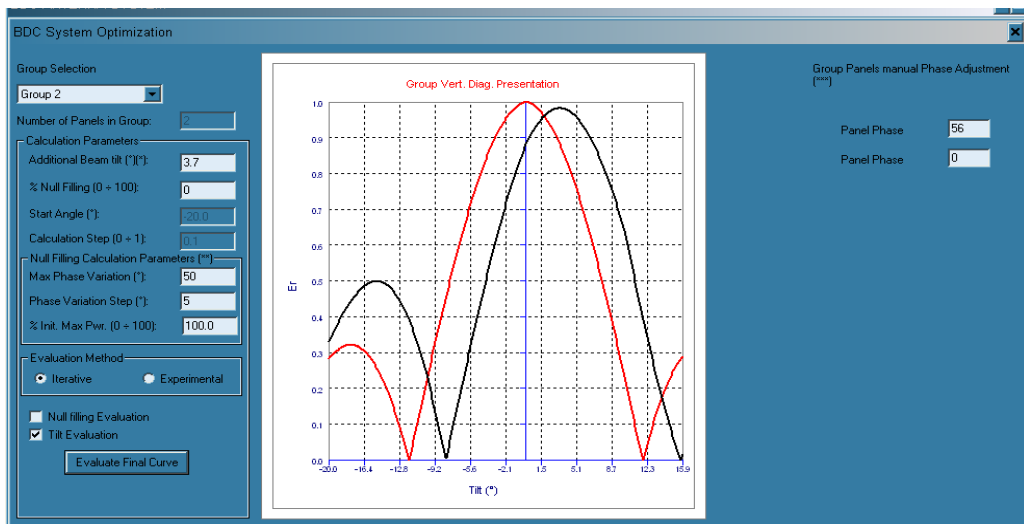 BDC System Optimization
Group Selection
Group 2
Number of Panels in Group: 2
Calculation Parameters
Additional Beam tilt (°)(*): 3.7
% Null Filling (0 ÷ 100): 0
Start Angle (°): -20.0
Calculation Step (0 ÷ 1): 0.1
Null Filling Calculation Parameters (**)
Max Phase Variation (°): 50
Phase Variation Step (°): 5
% Init. Max Pwr. (0 ÷ 100): 100.0
Evaluation Method
Iterative Experimental
Null filling Evaluation
Tilt Evaluation
Evaluate Final Curve
Group Vert. Diag. Presentation
1.0
0.9
0.8
0.7
0.6
0.5
0.4
0.3
0.2
0.1
0.0
Er
-20.0 -16.4 -12.8 -9.2 -5.6 -2.1 1.5 5.1 8.7 12.3 15.9
Tilt (°)
Group Panels manual Phase Adjustment
(***)
Panel Phase 56
Panel Phase 0